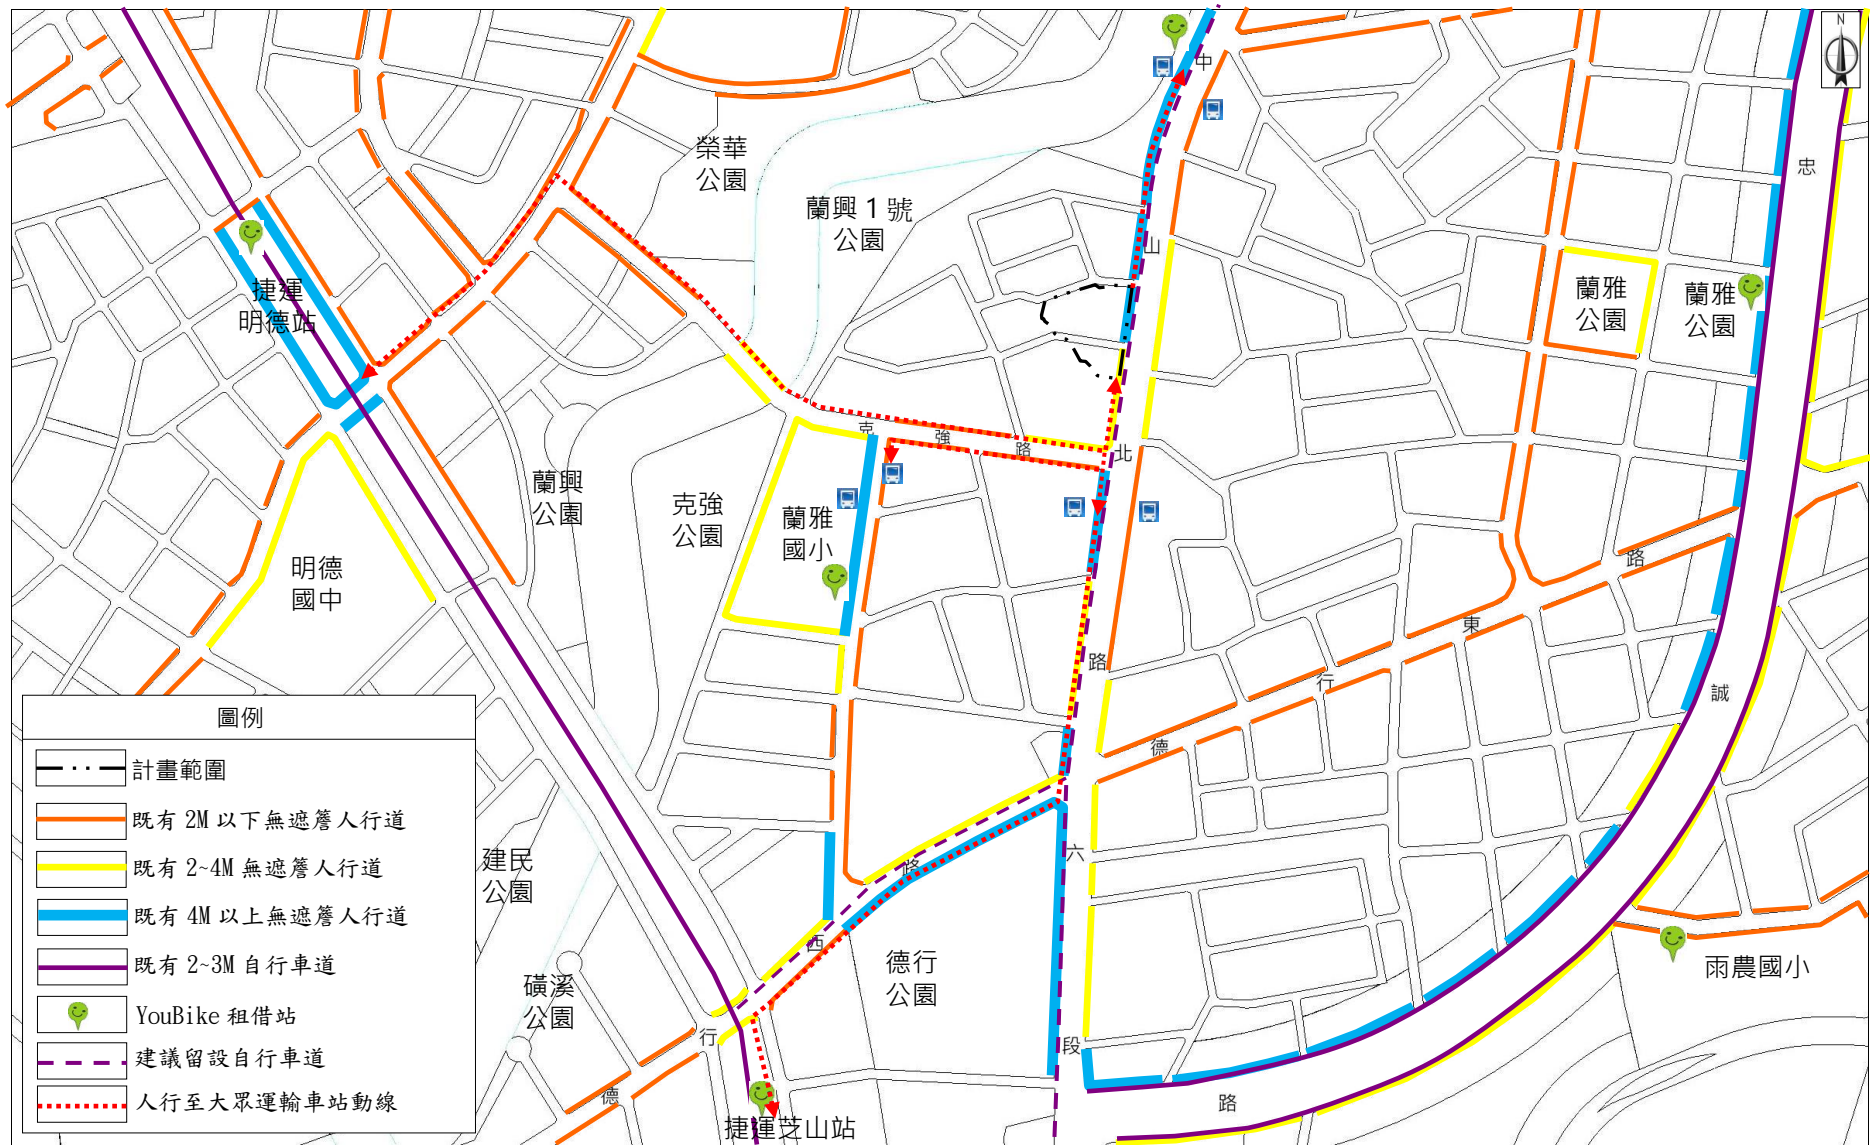 N
中
忠
榮華
公園
蘭興 1 號
公園
山
捷運
明德站
蘭雅
公園
蘭雅
公園
克
強
路
北
蘭興
公園
克強
公園
蘭雅
國小
明德
國中
路
東
路
行
誠
德
圖例
計畫範圍
既有 2M 以下無遮簷人行道
既有 2~4M 無遮簷人行道
既有 4M 以上無遮簷人行道
既有 2~3M 自行車道
YouBike 租借站
建議留設自行車道
人行至大眾運輸車站動線
建民
公園
路
六
西
德行
公園
磺溪
公園
雨農國小
行
段
德
路
捷運芝山站